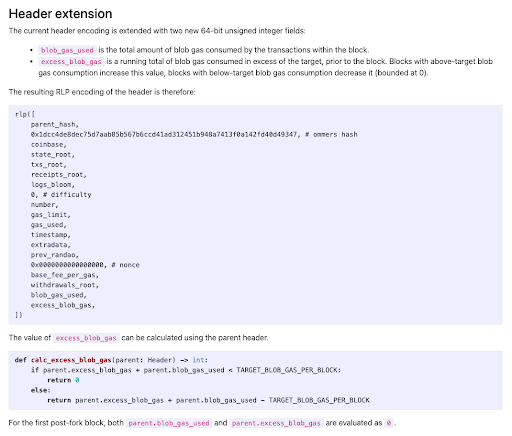 Header extension
The current header encoding is extended with two new 64-bit unsigned integer fields:
• blob_gas_used is the total amount of blob gas consumed by the transactions within the block.
• excess_blob_gas is a running total of blob gas consumed in excess of the target, prior to the block. Blocks with above-target blob
gas consumption increase this value, blocks with below-target blob gas consumption decrease it (bounded at 0).
The resulting RLP encoding of the header is therefore:
rlp([
    parent_hash,
    0x1dcc4de8dec75d7aab85b567b6ccd41ad312451b948a7413f0a142fd40d49347, # ommers hash
    coinbase,
    state_root,
    txs_root,
    receipts_root,
    logs_bloom,
    0, # difficulty
    number,
    gas_limit,
    gas_used,
    timestamp,
    extradata,
    prev_randao,
    0x0000000000000000, # nonce
    base_fee_per_gas,
    withdrawals_root,
    blob_gas_used,
    excess_blob_gas,
])
The value of excess_blob_gas can be calculated using the parent header.
def calc_excess_blob_gas(parent: Header) -> int:
    if parent.excess_blob_gas + parent.blob_gas_used < TARGET_BLOB_GAS_PER_BLOCK:
        return 0
    else:
        return parent.excess_blob_gas + parent.blob_gas_used - TARGET_BLOB_GAS_PER_BLOCK
For the first post-fork block, both parent.blob_gas_used and parent.excess_blob_gas are evaluated as 0 .